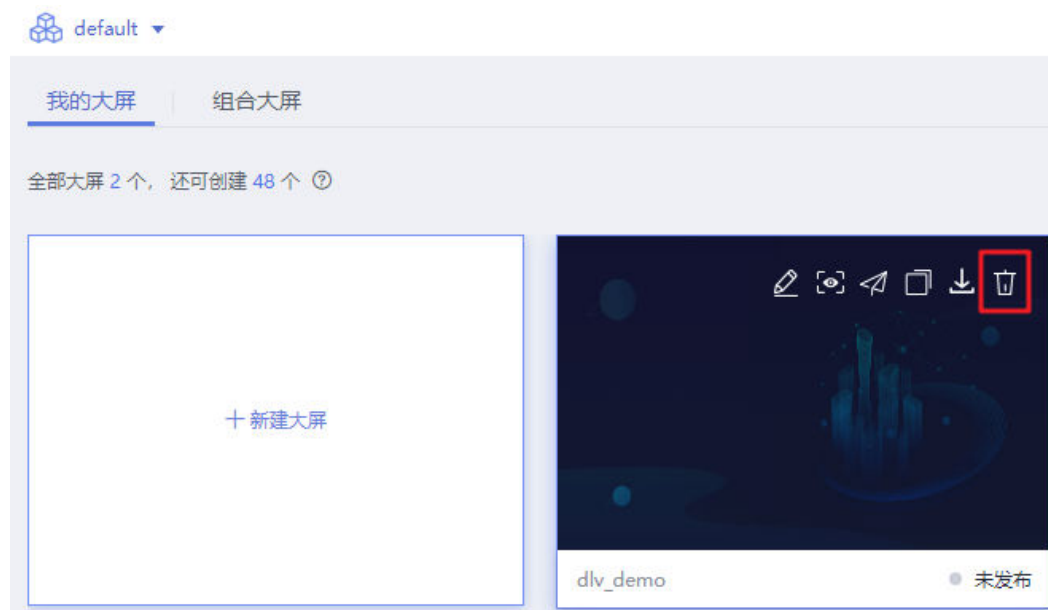 default
我的大屏 组合大屏
全部大屏 2 个, 还可创建 48 个 ?
+ 新建大屏
dlv_demo 未发布